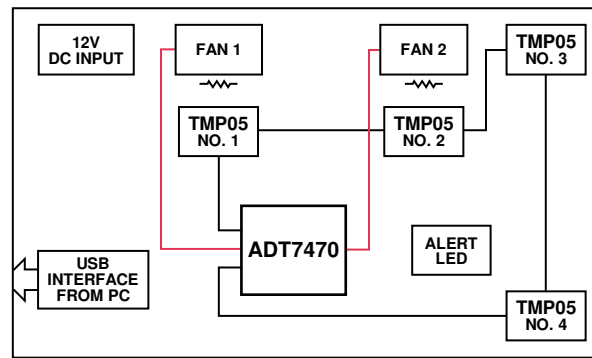 12V
DC INPUT
FAN 1
FAN 2
TMP05
NO. 3
TMP05
NO. 1
TMP05
NO. 2
ADT7470
ALERT
LED
USB
INTERFACE
FROM PC
TMP05
NO. 4